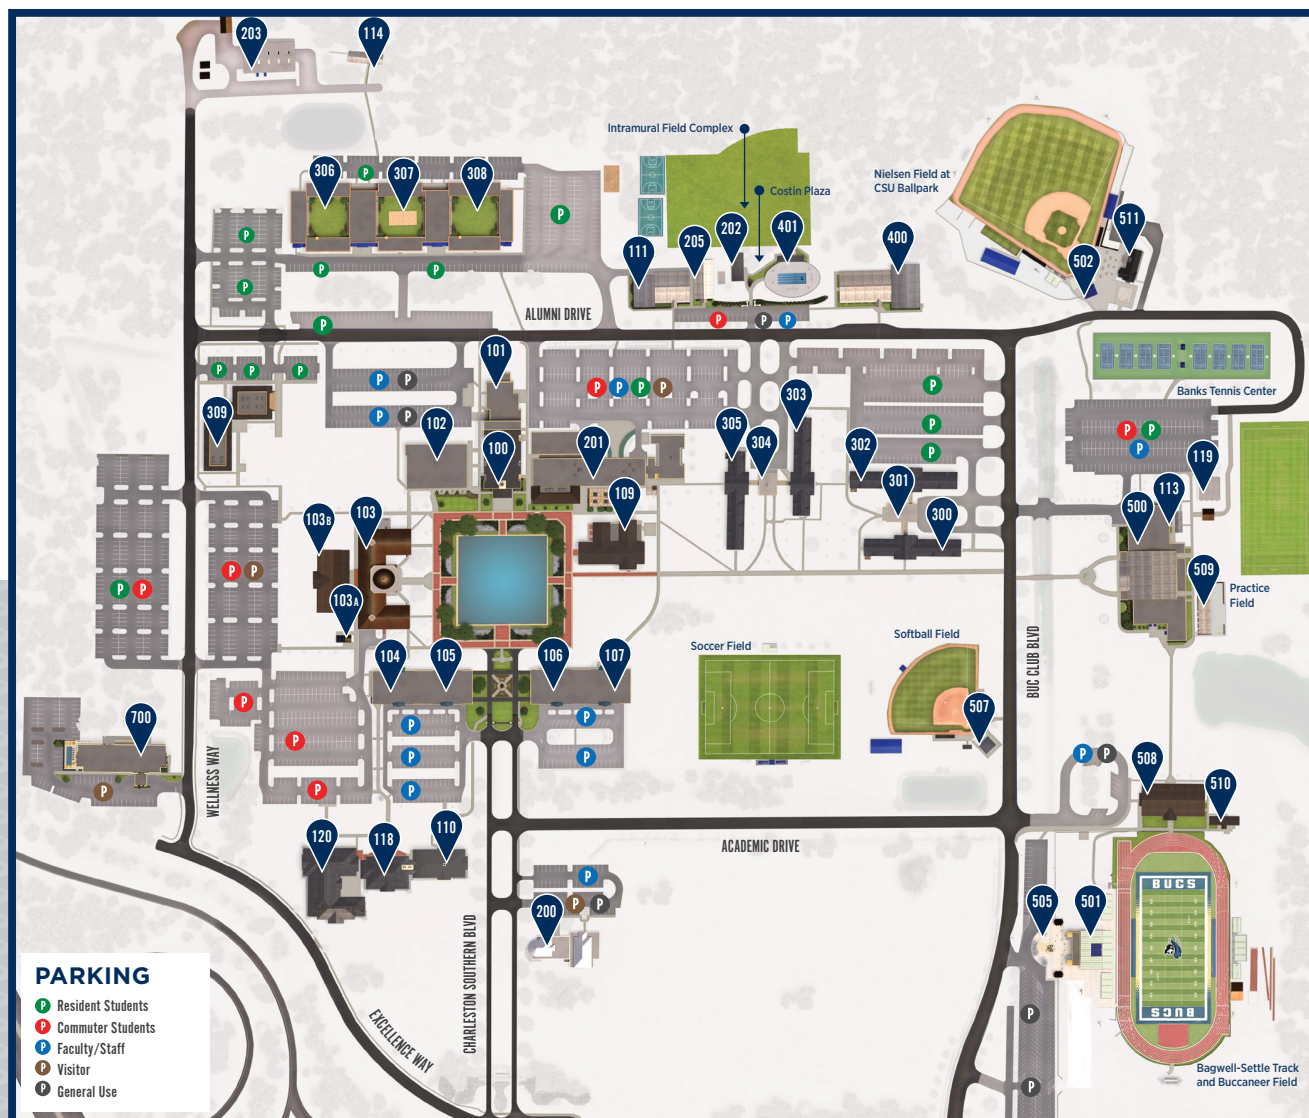 203
114
Intramural Field Complex
306
307
308
P
Costin Plaza
Nielsen Field at
CSU Ballpark
P
P
111
205
202
401
400
511
502
P
P
P
ALUMNI DRIVE
P
P
P
P
101
P
P
P
P
P
P
P
P
P
P
P
P
Banks Tennis Center
309
102
100
201
305
304
303
P
P
302
301
300
P
P
P
P
119
113
500
103B
103
109
P
P
P
P
103A
509
Practice
Field
Soccer Field
Softball Field
BUC CLUB BLVD
104
105
106
107
P
P
P
P
P
P
P
P
507
700
P
WELLNESS WAY
P
P
508
510
120
118
110
ACADEMIC DRIVE
P
P
P
200
CHARLESTON SOUTHERN BLVD
505
501
BUCS
BUCS
P
P
EXCELLENCE WAY
Bagwell-Settle Track
and Buccaneer Field
PARKING
P Resident Students
P Commuter Students
P Faculty/Staff
P Visitor
P General Use